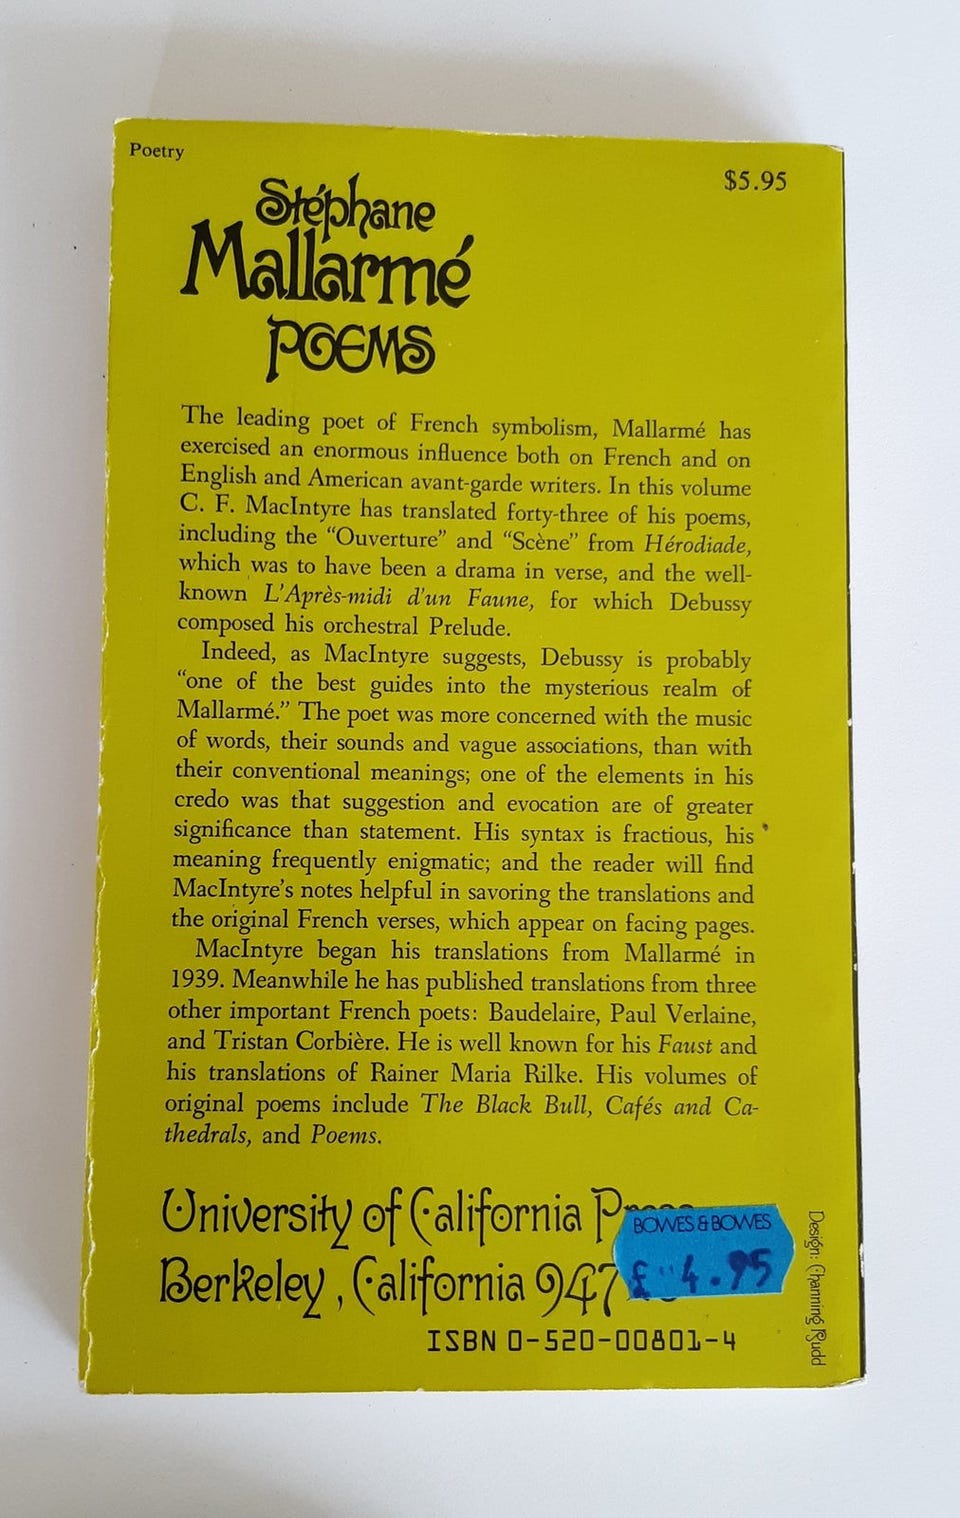 Poetry
$5.95
Stéphane
Mallarmé
POEMS
The leading poet of French symbolism, Mallarmé has
exercised an enormous influence both on French and on
English and American avant-garde writers. In this volume
C. F. MacIntyre has translated forty-three of his poems,
including the “Ouverture” and “Scène” from Hérodiade,
which was to have been a drama in verse, and the well-
known L’Après-midi d’un Faune, for which Debussy
composed his orchestral Prelude.
Indeed, as MacIntyre suggests, Debussy is probably
“one of the best guides into the mysterious realm of
Mallarmé.” The poet was more concerned with the music
of words, their sounds and vague associations, than with
their conventional meanings; one of the elements in his
credo was that suggestion and evocation are of greater
significance than statement. His syntax is fractious, his
meaning frequently enigmatic; and the reader will find
MacIntyre’s notes helpful in savoring the translations and
the original French verses, which appear on facing pages.
MacIntyre began his translations from Mallarmé in
1939. Meanwhile he has published translations from three
other important French poets: Baudelaire, Paul Verlaine,
and Tristan Corbière. He is well known for his Faust and
his translations of Rainer Maria Rilke. His volumes of
original poems include The Black Bull, Cafés and Ca-
thedrals, and Poems.
University of California Press
Berkeley, California
BOWES & BOWES
£4.95
ISBN 0-520-00801-4
Design: Channing Rudd